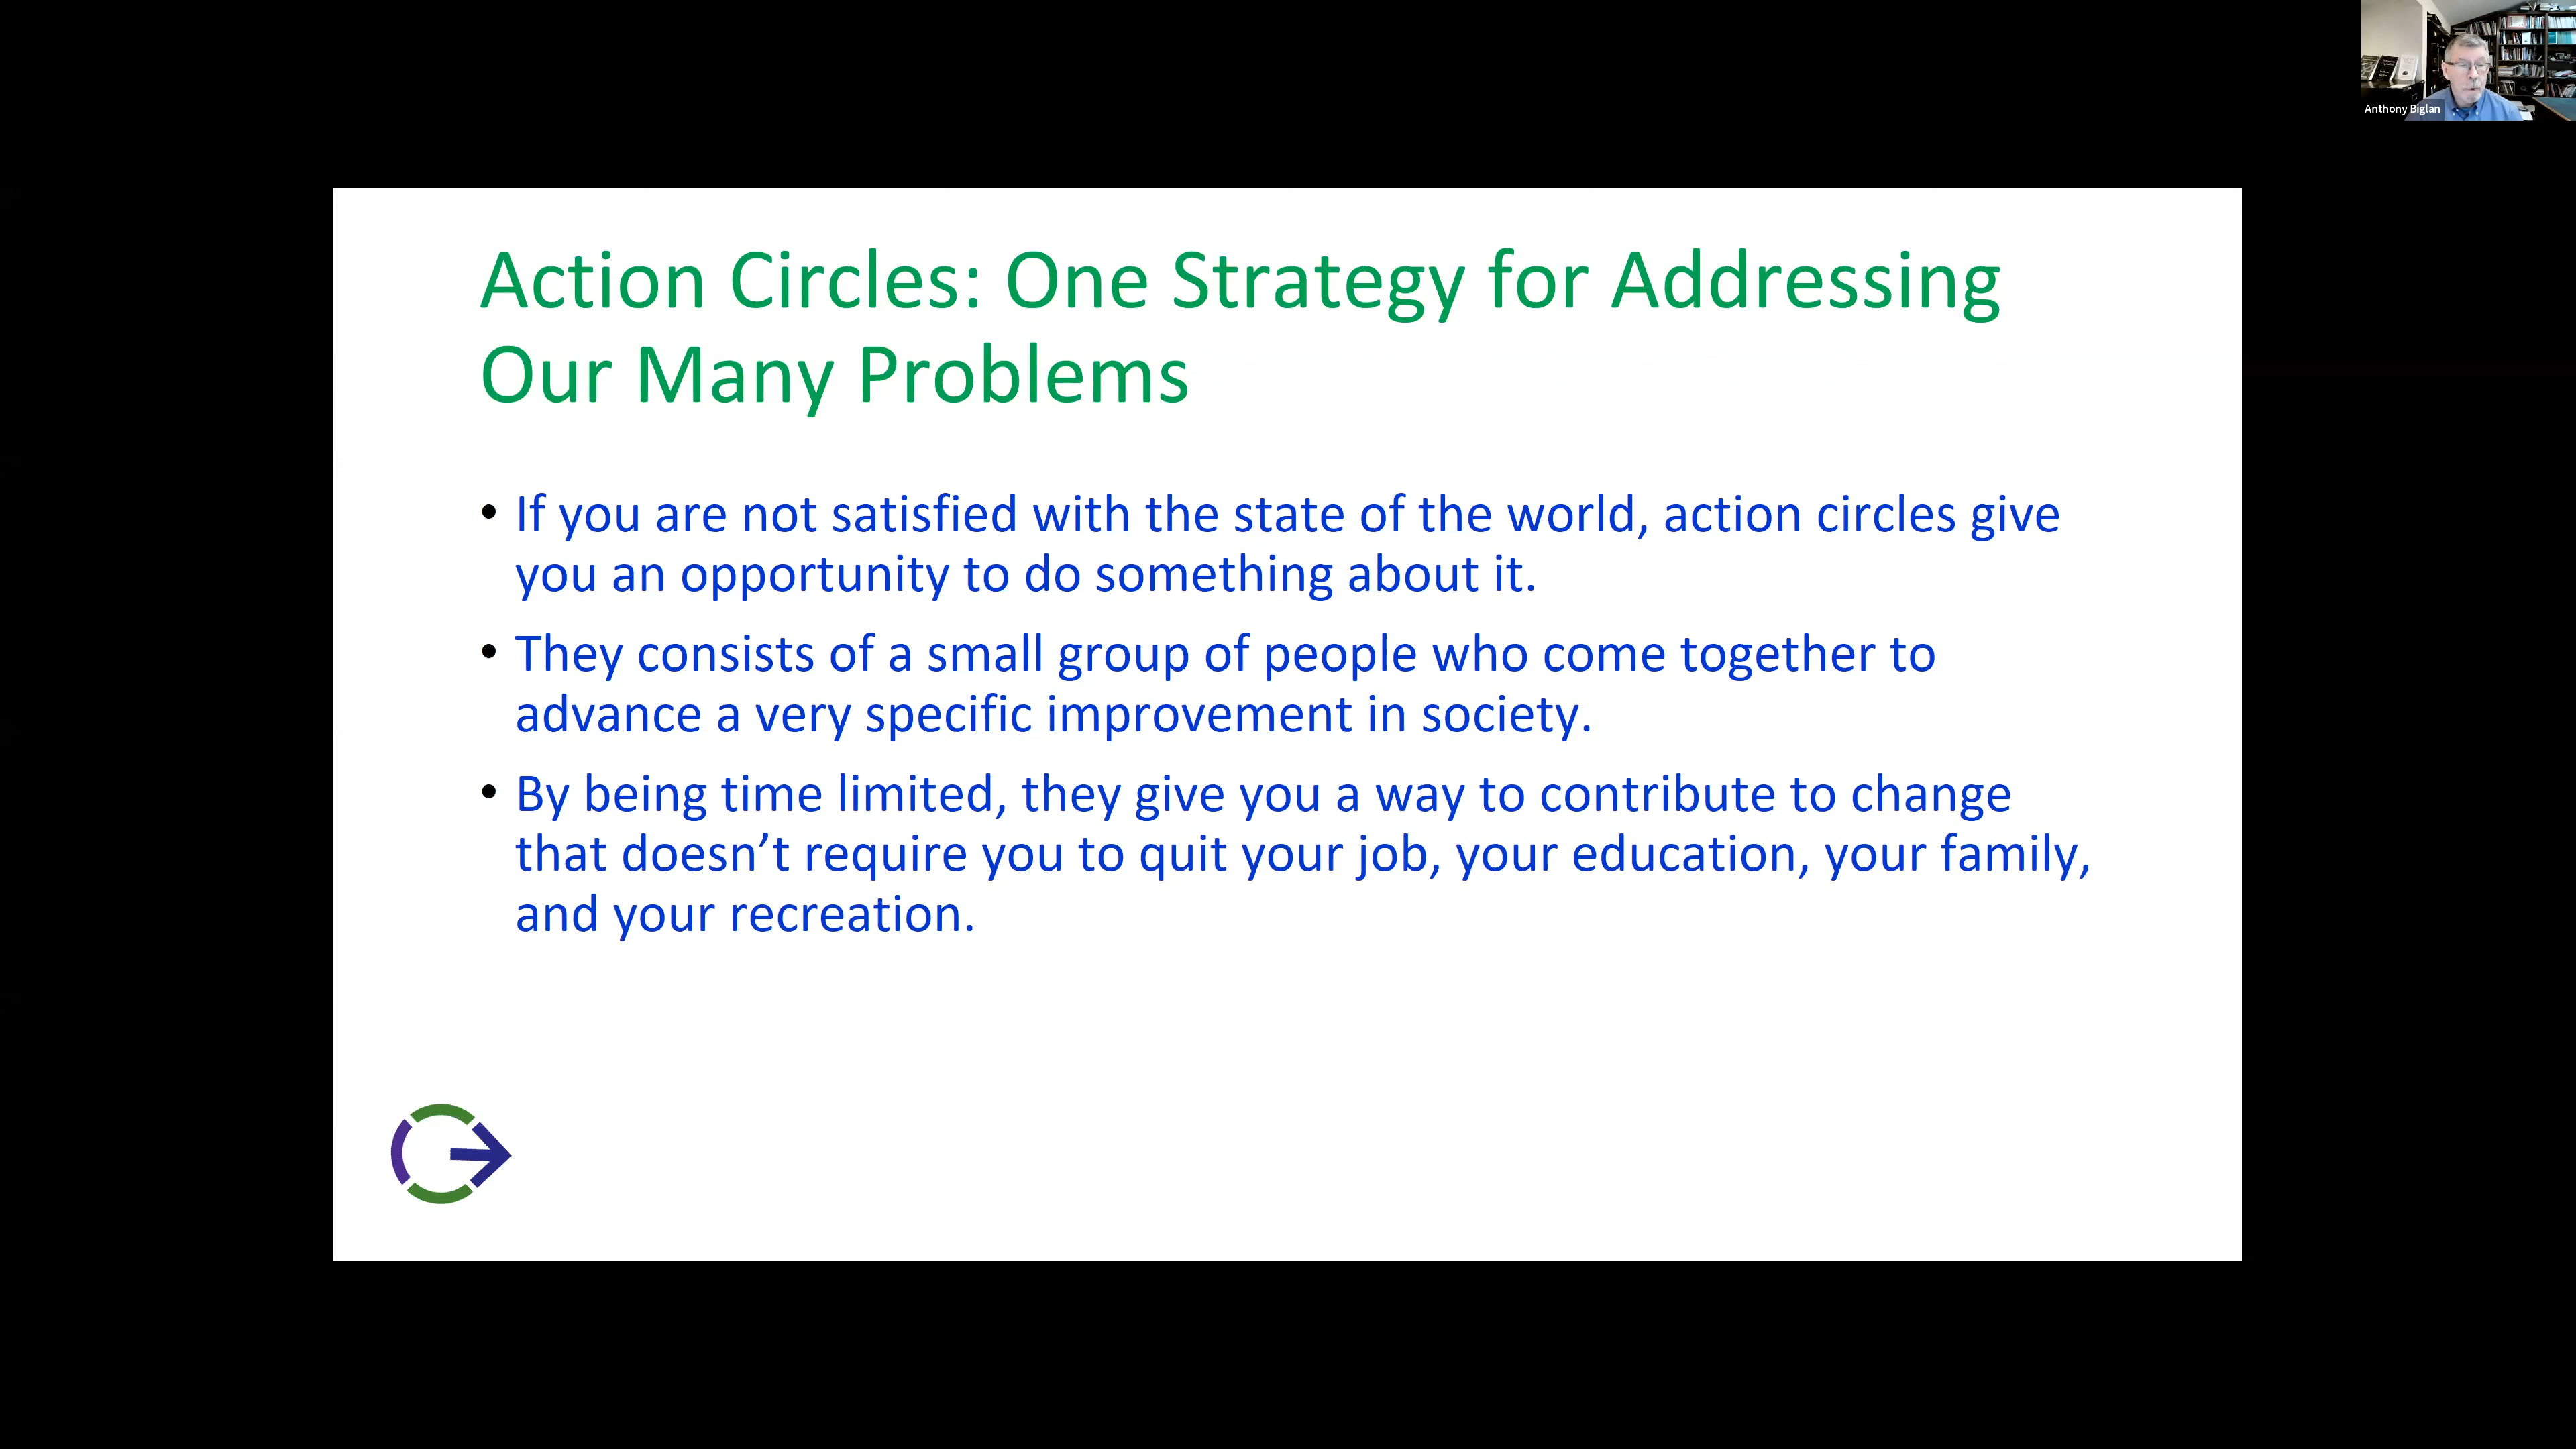 Anthony Biglan
Action Circles: One Strategy for Addressing
Our Many Problems
• If you are not satisfied with the state of the world, action circles give
you an opportunity to do something about it.
• They consists of a small group of people who come together to
advance a very specific improvement in society.
• By being time limited, they give you a way to contribute to change
that doesn’t require you to quit your job, your education, your family,
and your recreation.